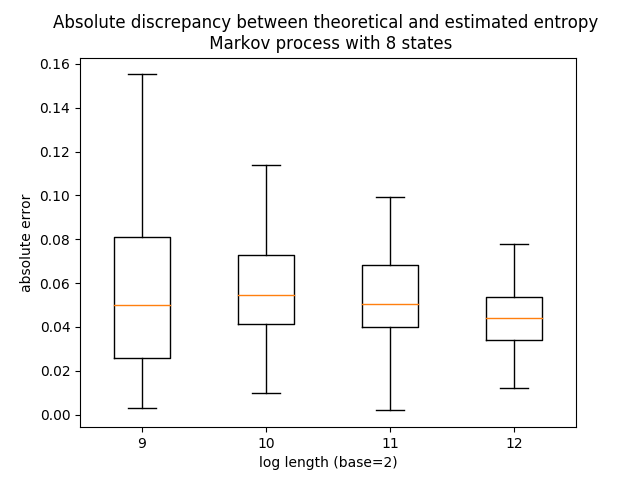 Absolute discrepancy between theoretical and estimated entropy
Markov process with 8 states
0.16
0.14
0.12
0.10
0.08
0.06
0.04
0.02
0.00
absolute error
9 10 11 12
log length (base=2)